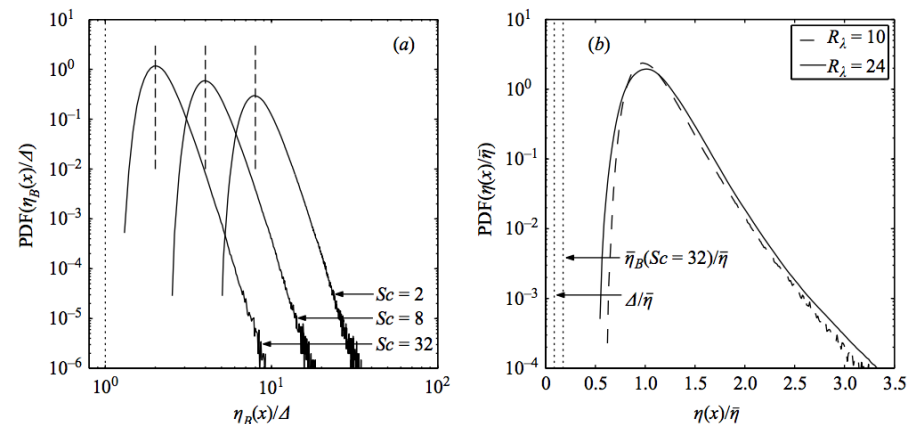 (a)
PDF(η_B(x)/Δ)
10^1
10^0
10^-1
10^-2
10^-3
10^-4
10^-5
10^-6
Sc = 2
Sc = 8
Sc = 32
10^0
10^1
10^2
η_B(x)/Δ
(b)
R_λ = 10
R_λ = 24
PDF(η(x)/η̄)
10^1
10^0
10^-1
10^-2
10^-3
10^-4
η̄_B(Sc = 32)/η̄
Δ/η̄
0
0.5
1.0
1.5
2.0
2.5
3.0
3.5
η(x)/η̄